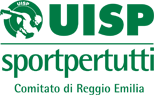 UISP
sportpertutti
Comitato di Reggio Emilia